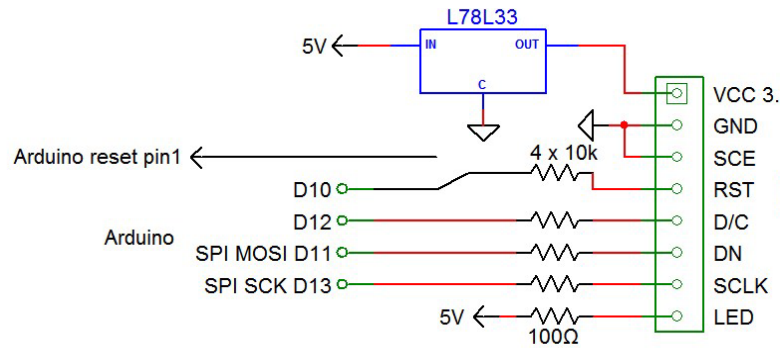 L78L33
5V
IN
OUT
C
VCC 3.
GND
SCE
4 x 10k
Arduino reset pin1
RST
D10
D12
D/C
Arduino
SPI MOSI D11
DN
SPI SCK D13
SCLK
5V
LED
100Ω